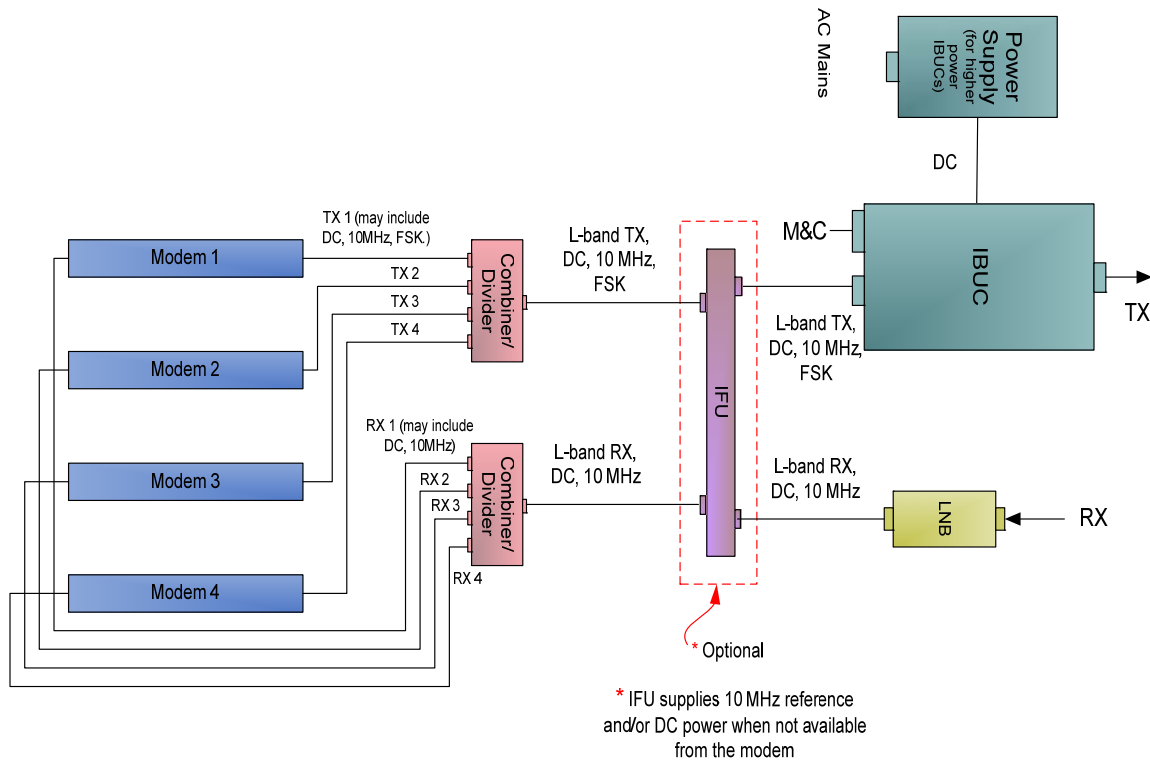 AC Mains
Power
Supply
(for higher
power
IBUCs)
DC
TX 1 (may include
DC, 10MHz, FSK.)
TX 2
TX 3
TX 4
Modem 1
Modem 2
Modem 3
Modem 4
Combiner/
Divider
L-band TX,
DC, 10 MHz,
FSK
M&C
IBUC
TX
L-band TX,
DC, 10 MHz,
FSK
IFU
RX 1 (may include
DC, 10MHz)
RX 2
RX 3
RX 4
Combiner/
Divider
L-band RX,
DC, 10 MHz
L-band RX,
DC, 10 MHz
LNB
RX
* Optional
* IFU supplies 10 MHz reference
and/or DC power when not available
from the modem